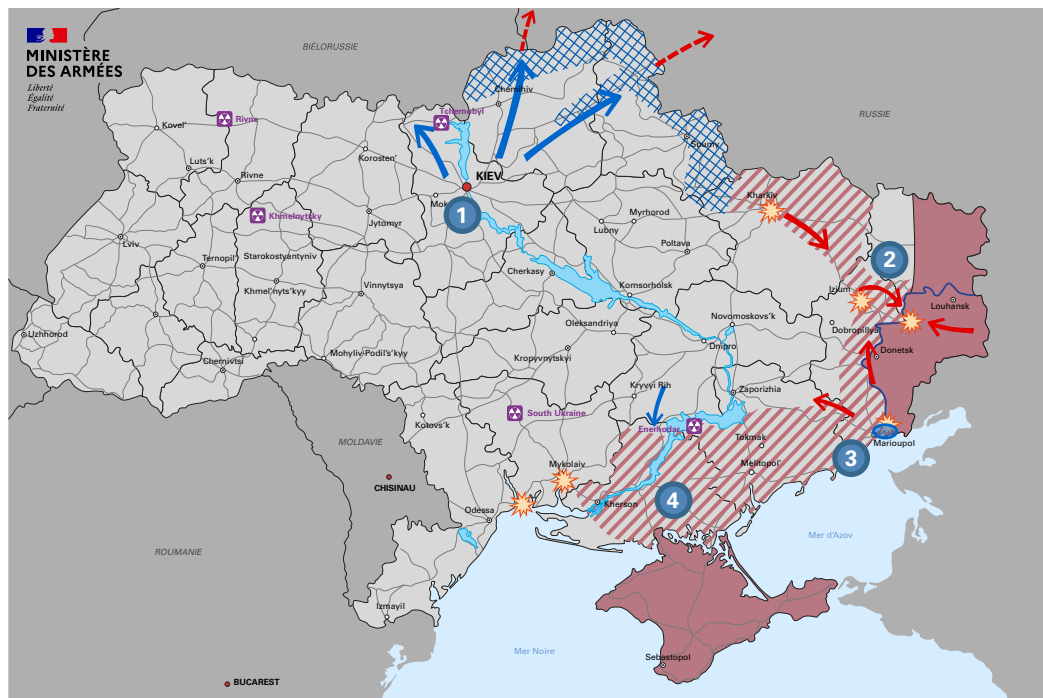 MINISTÈRE
DES ARMÉES
Liberté
Égalité
Fraternité
BIÉLORUSSIE
RUSSIE
Chernihiv
Tchernobyl
Rivne
Kovel'
Soumy
Korosten'
Luts'k
Rivne
KIEV
Kharkiv
Mok
1
Khmelnytsky
Jytomyr
Myrhorod
Lubny
Lviv
Poltava
Starokostyantyniv
Ternopil'
2
Cherkasy
Khmel'nyts'kyy
Vinnytsya
Komsorholsk
Izium
Louhansk
Uzhhorod
Oleksandriya
Novomoskovs'k
Dobropillya
Mohyliv-Podil's'kyy
Dnipro
Donetsk
Chernivtsi
Kropyvnytskyi
Kryvyi Rih
Zaporizhia
South Ukraine
Kotovs'k
Enerhodar
Tokmak
Marioupol
MOLDAVIE
3
Mykolaiv
Melitopol'
CHISINAU
4
Kherson
Odessa
Mer d'Azov
ROUMANIE
Izmayil
Mer Noire
Sebastopol
BUCAREST